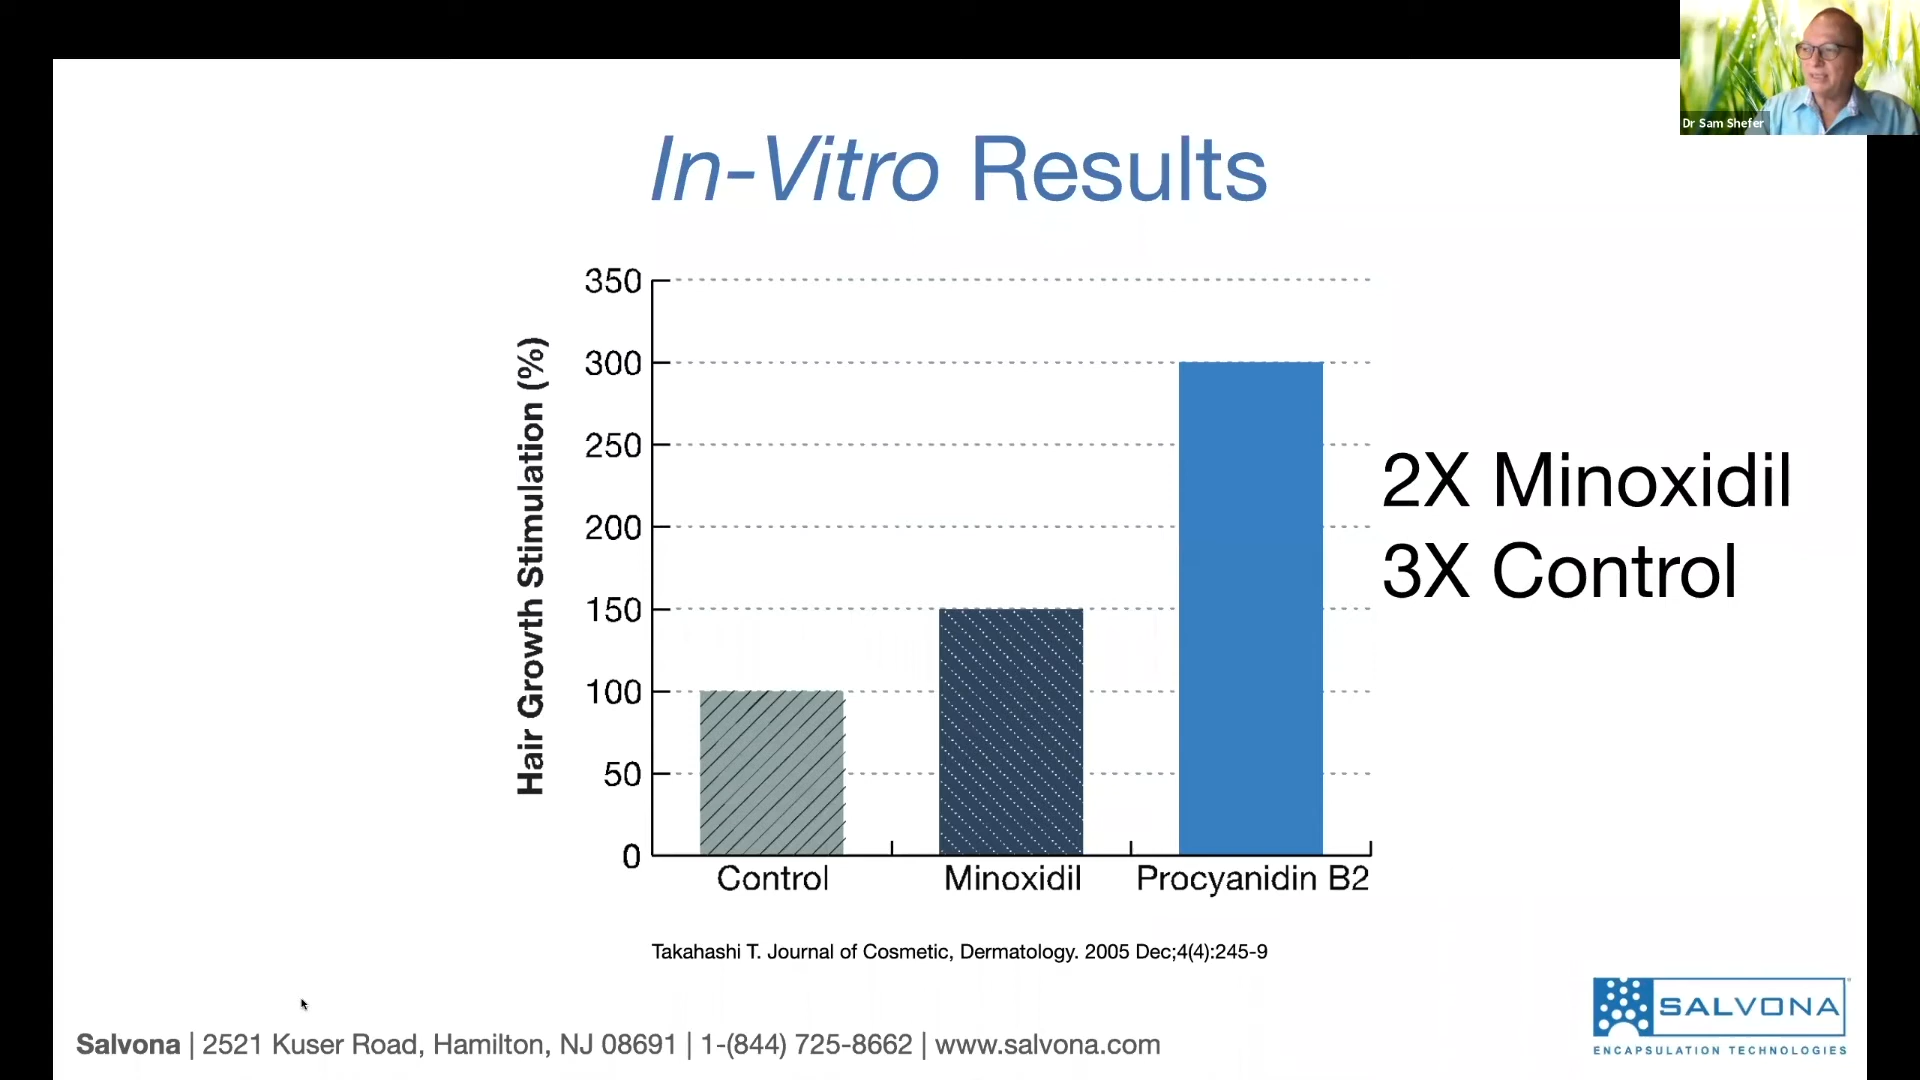 Dr Sam Shefer
In-Vitro Results
Hair Growth Stimulation (%)
350
300
250
200
150
100
50
0
Control
Minoxidil
Procyanidin B2
2X Minoxidil
3X Control
Takahashi T. Journal of Cosmetic, Dermatology. 2005 Dec;4(4):245-9
SALVONA
ENCAPSULATION TECHNOLOGIES
Salvona | 2521 Kuser Road, Hamilton, NJ 08691 | 1-(844) 725-8662 | www.salvona.com